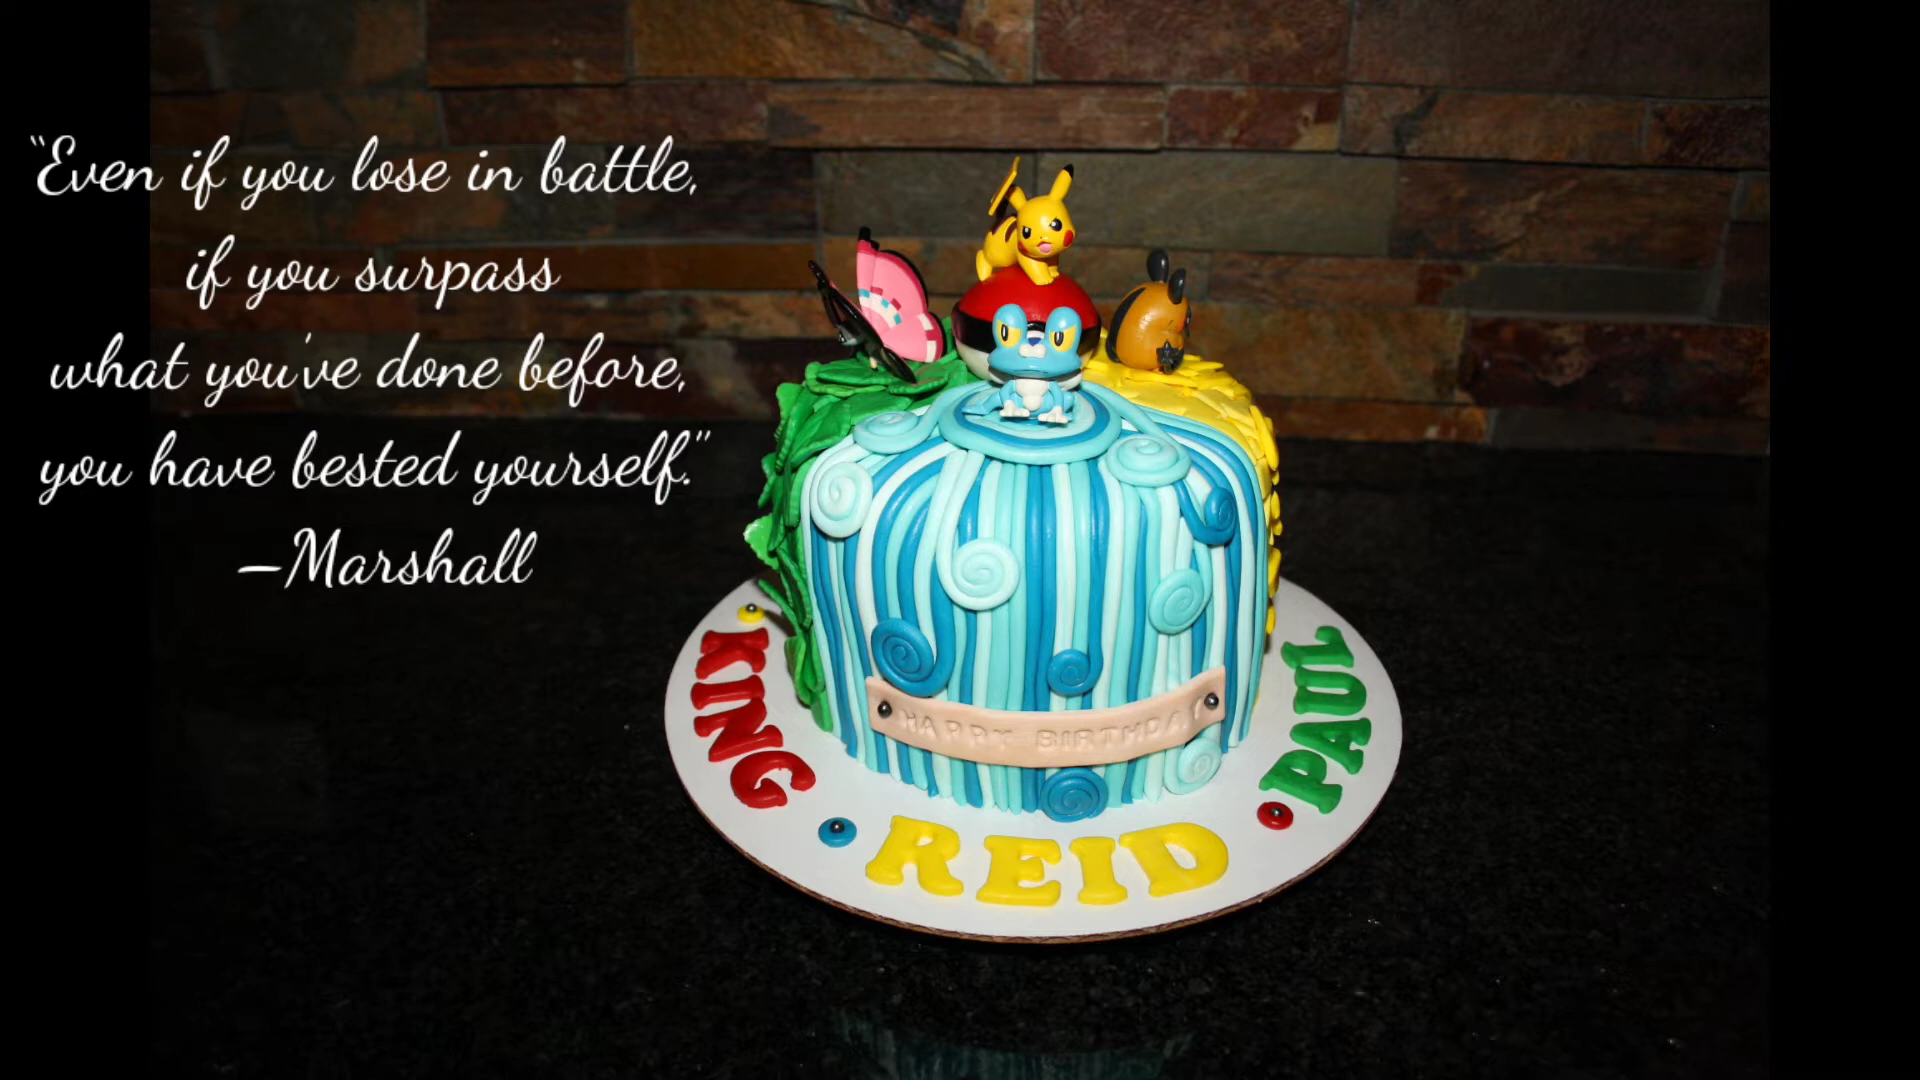 “Even if you lose in battle,
if you surpass
what you've done before,
you have bested yourself.”
—Marshall
HAPPY BIRTHDAY
KING
REID
PAUL